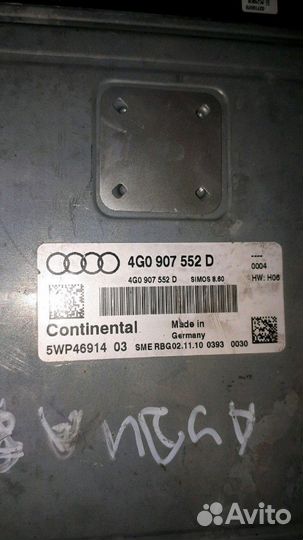 4G0 907 552 D
----
0004
4G0 907 552 D SIMOS 8.60 HW: H06
Continental Made in
Germany
5WP46914 03 SME RBG02.11.10 0393 0030
Avito